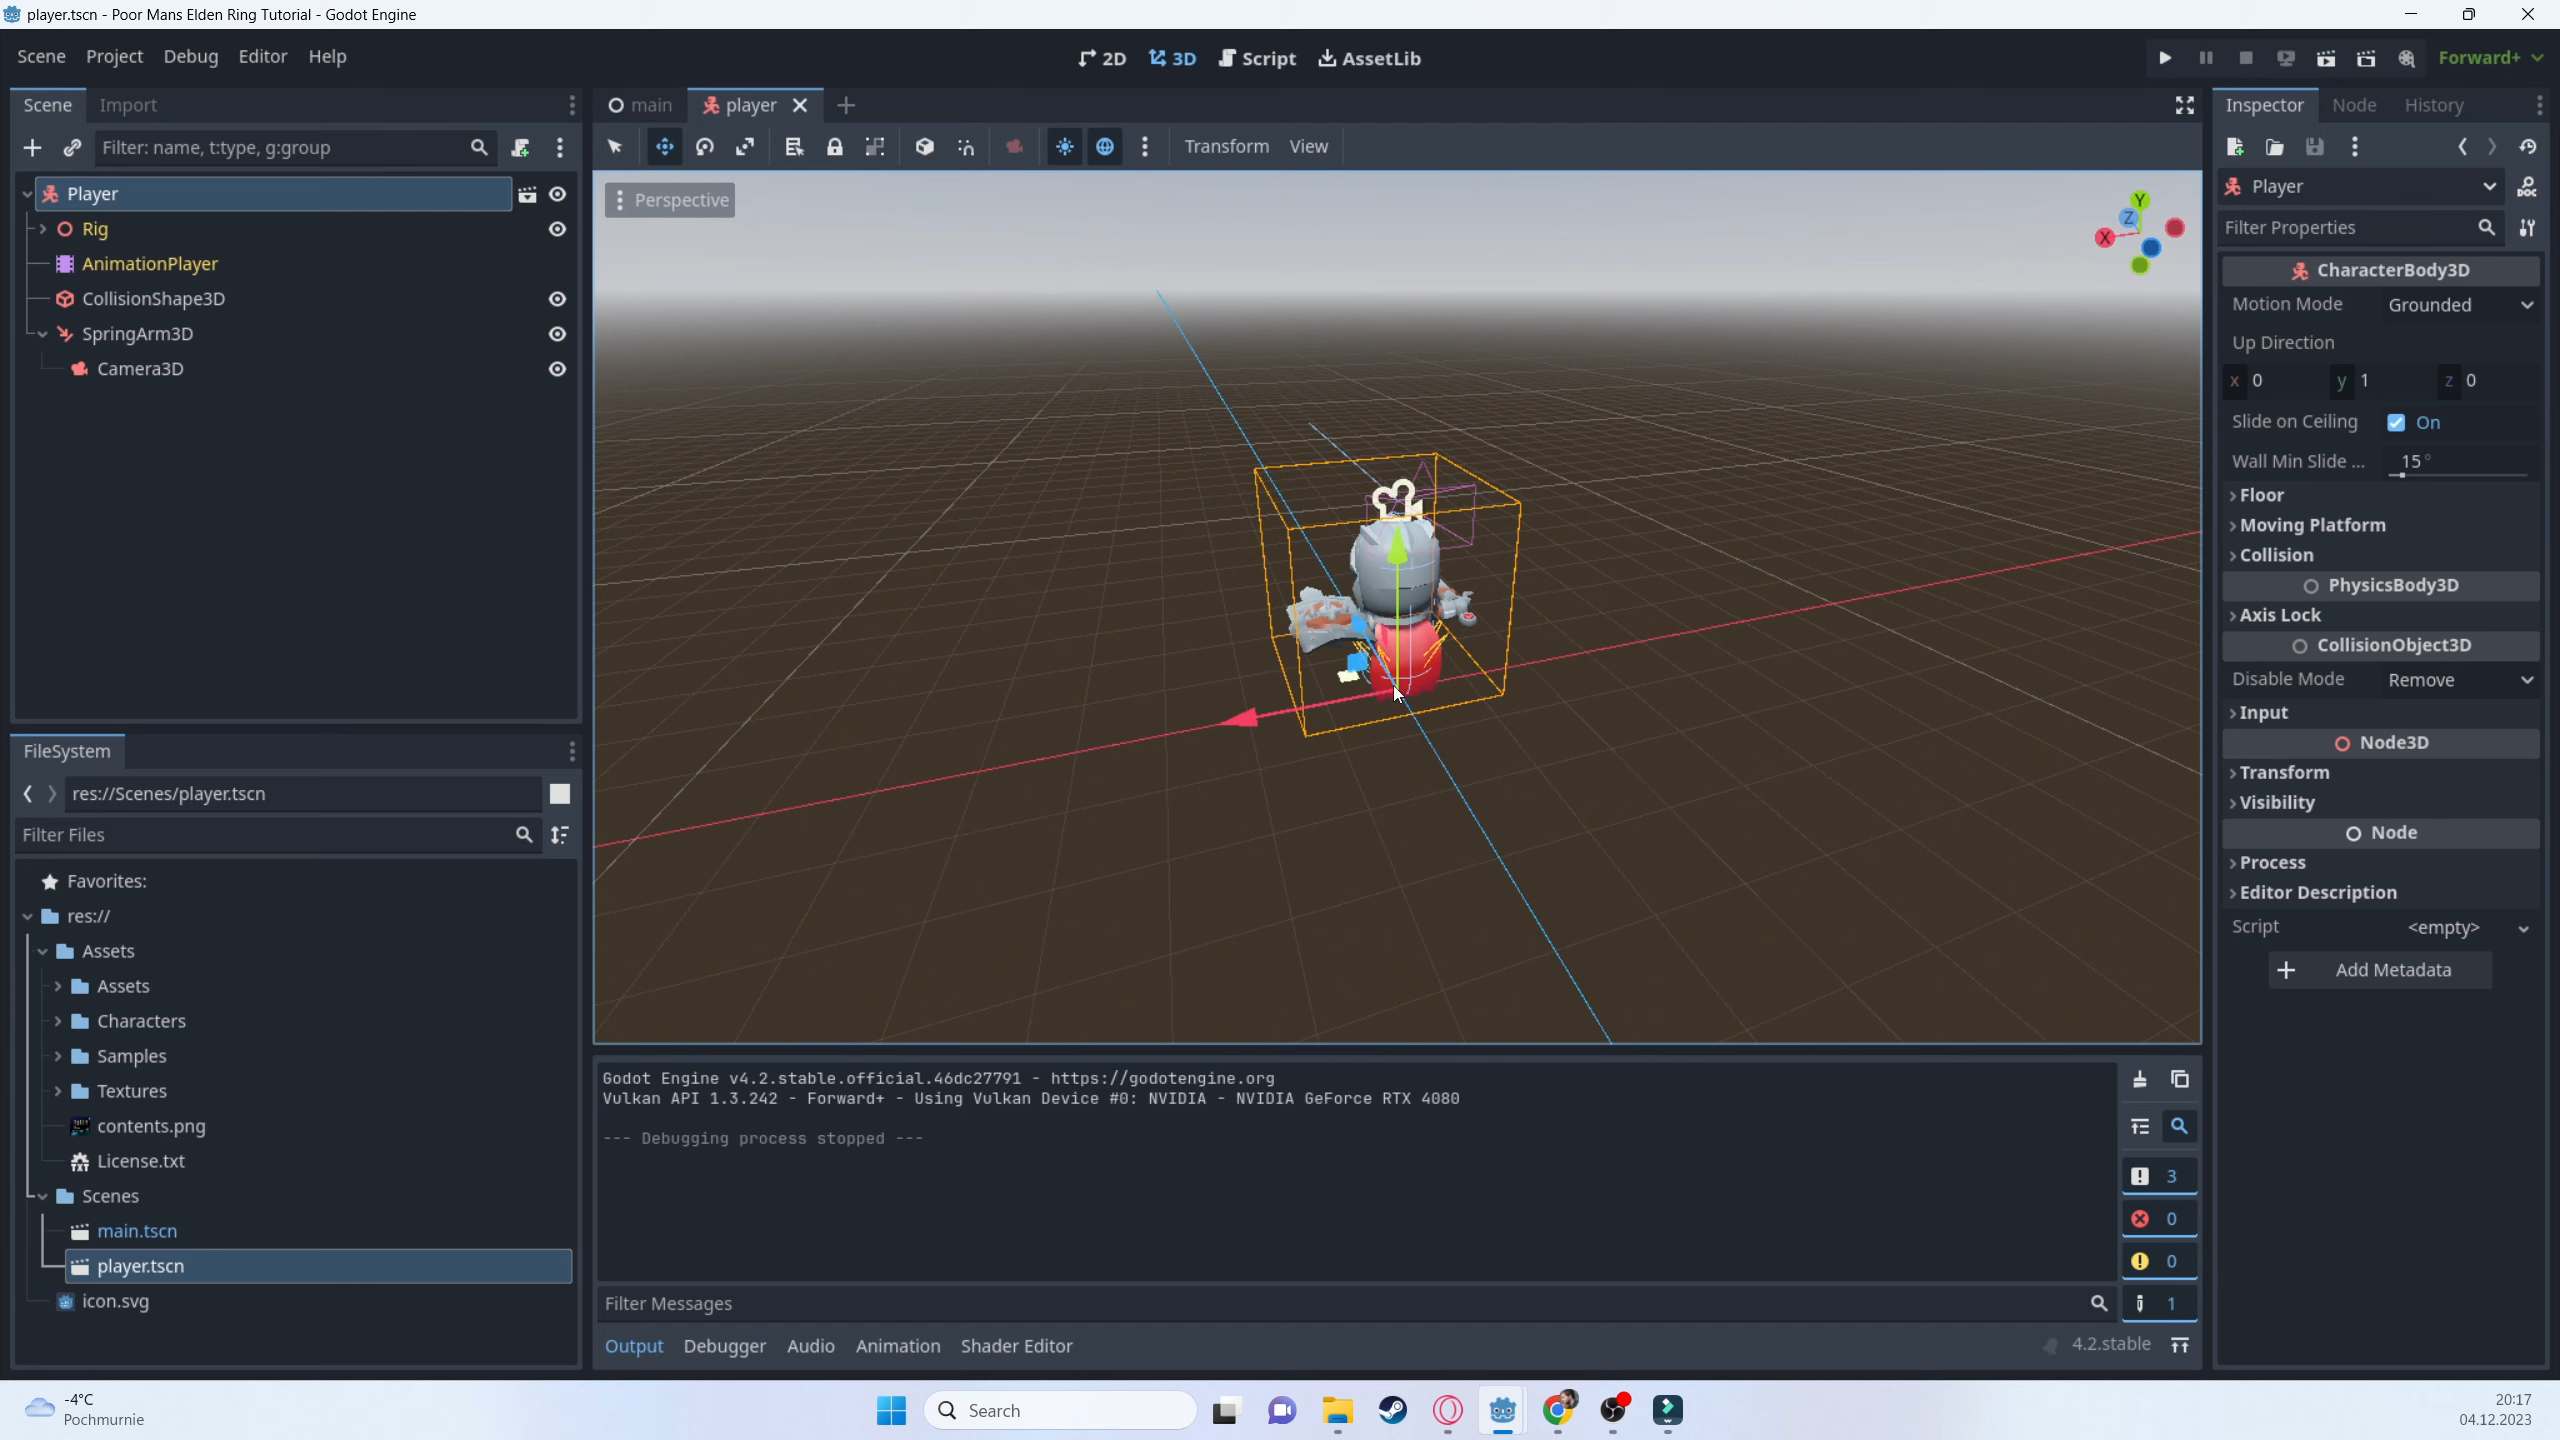 player.tscn - Poor Mans Elden Ring Tutorial - Godot Engine
Scene Project Debug Editor Help
2D 3D Script AssetLib
Forward+
Scene Import
main player
Inspector Node History
Filter: name, t:type, g:group
Transform View
Player
Rig
AnimationPlayer
CollisionShape3D
SpringArm3D
Camera3D
Perspective
Y
Z
X
Player
Filter Properties
CharacterBody3D
Motion Mode Grounded
Up Direction
x 0 y 1 z 0
Slide on Ceiling On
Wall Min Slide ... 15 °
Floor
Moving Platform
Collision
PhysicsBody3D
Axis Lock
CollisionObject3D
Disable Mode Remove
Input
Node3D
Transform
Visibility
Node
Process
Editor Description
Script <empty>
Add Metadata
FileSystem
res://Scenes/player.tscn
Filter Files
Favorites:
res://
Assets
Assets
Characters
Samples
Textures
contents.png
License.txt
Scenes
main.tscn
player.tscn
icon.svg
Godot Engine v4.2.stable.official.46dc27791 - https://godotengine.org
Vulkan API 1.3.242 - Forward+ - Using Vulkan Device #0: NVIDIA - NVIDIA GeForce RTX 4080
--- Debugging process stopped ---
3
0
0
1
Filter Messages
Output Debugger Audio Animation Shader Editor
4.2.stable
-4°C
Pochmurnie
Search
20:17
04.12.2023